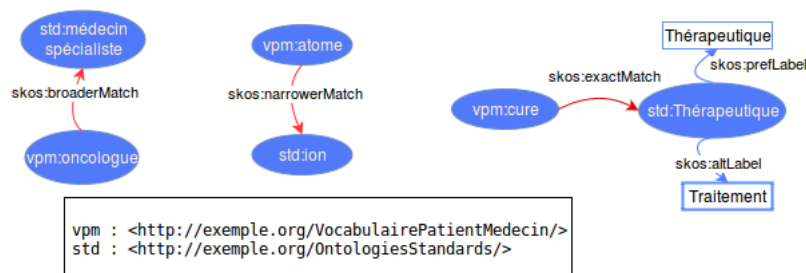 std:médecin
spécialiste
skos:broaderMatch
vpm:oncologue
vpm:atome
skos:narrowerMatch
std:ion
Thérapeutique
skos:prefLabel
skos:exactMatch
vpm:cure
std:Thérapeutique
skos:altLabel
Traitement
vpm : <http://exemple.org/VocabulairePatientMedecin/>
std : <http://exemple.org/OntologiesStandards/>